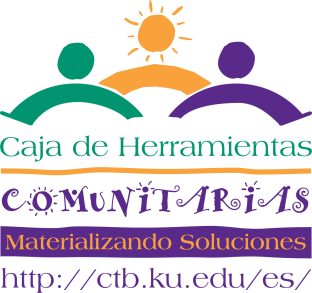 Caja de Herramientas
COMUNITARIAS
Materializando Soluciones
http://ctb.ku.edu/es/